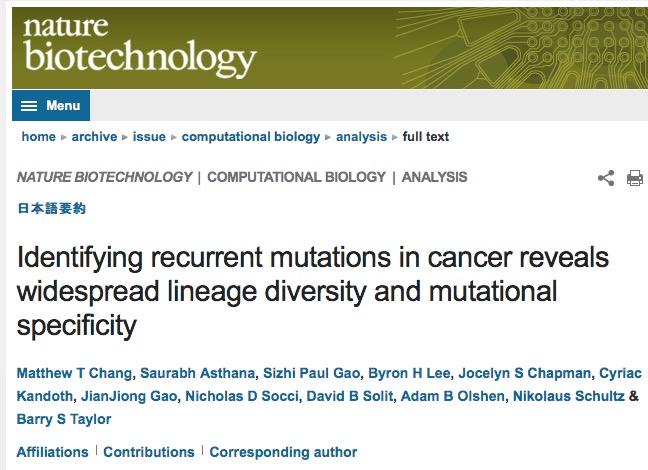 nature
biotechnology
Menu
home ▸ archive ▸ issue ▸ computational biology ▸ analysis ▸ full text
NATURE BIOTECHNOLOGY | COMPUTATIONAL BIOLOGY | ANALYSIS
日本語要約
Identifying recurrent mutations in cancer reveals
widespread lineage diversity and mutational
specificity
Matthew T Chang, Saurabh Asthana, Sizhi Paul Gao, Byron H Lee, Jocelyn S Chapman, Cyriac
Kandoth, JianJiong Gao, Nicholas D Socci, David B Solit, Adam B Olshen, Nikolaus Schultz &
Barry S Taylor
Affiliations | Contributions | Corresponding author